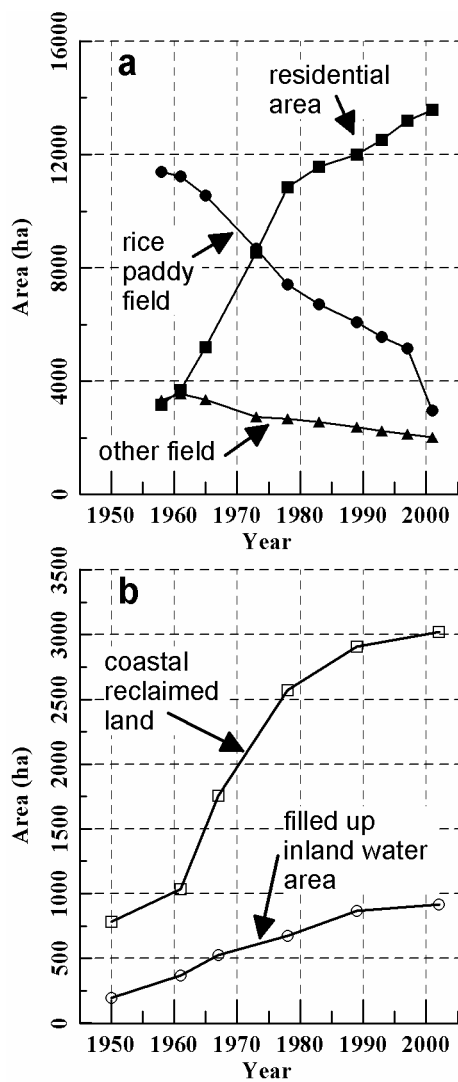 a
16000
12000
8000
4000
0
Area (ha)
residential
area
rice
paddy
field
other field
1950 1960 1970 1980 1990 2000
Year
b
3500
3000
2500
2000
1500
1000
500
0
Area (ha)
coastal
reclaimed
land
filled up
inland water
area
1950 1960 1970 1980 1990 2000
Year